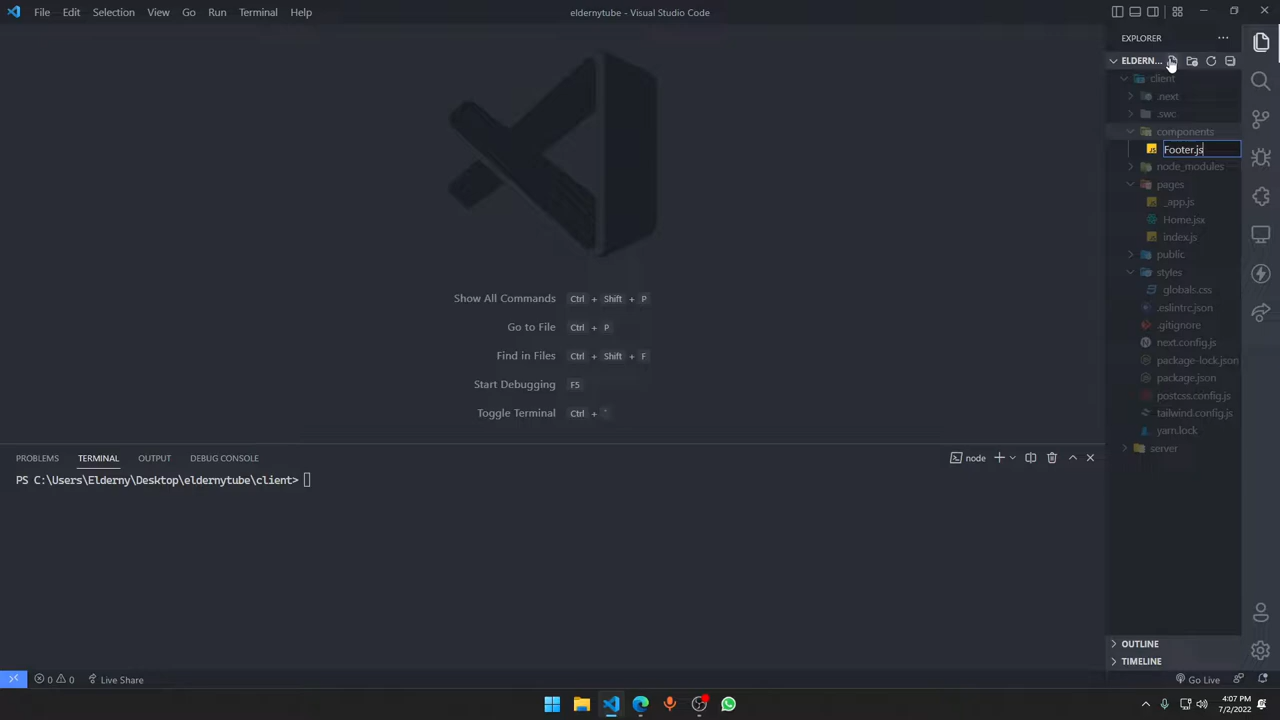 File Edit Selection View Go Run Terminal Help
eldernytube - Visual Studio Code
EXPLORER
ELDERN...
client
.next
.swc
components
JS Footer.js
node_modules
pages
_app.js
Home.jsx
index.js
public
styles
globals.css
.eslintrc.json
.gitignore
next.config.js
package-lock.json
package.json
postcss.config.js
tailwind.config.js
yarn.lock
server
Show All Commands Ctrl + Shift + P
Go to File Ctrl + P
Find in Files Ctrl + Shift + F
Start Debugging F5
Toggle Terminal Ctrl + `
PROBLEMS TERMINAL OUTPUT DEBUG CONSOLE
node
PS C:\Users\Elderny\Desktop\eldernytube\client>
OUTLINE
TIMELINE
0 0 Live Share
Go Live
4:07 PM
7/2/2022